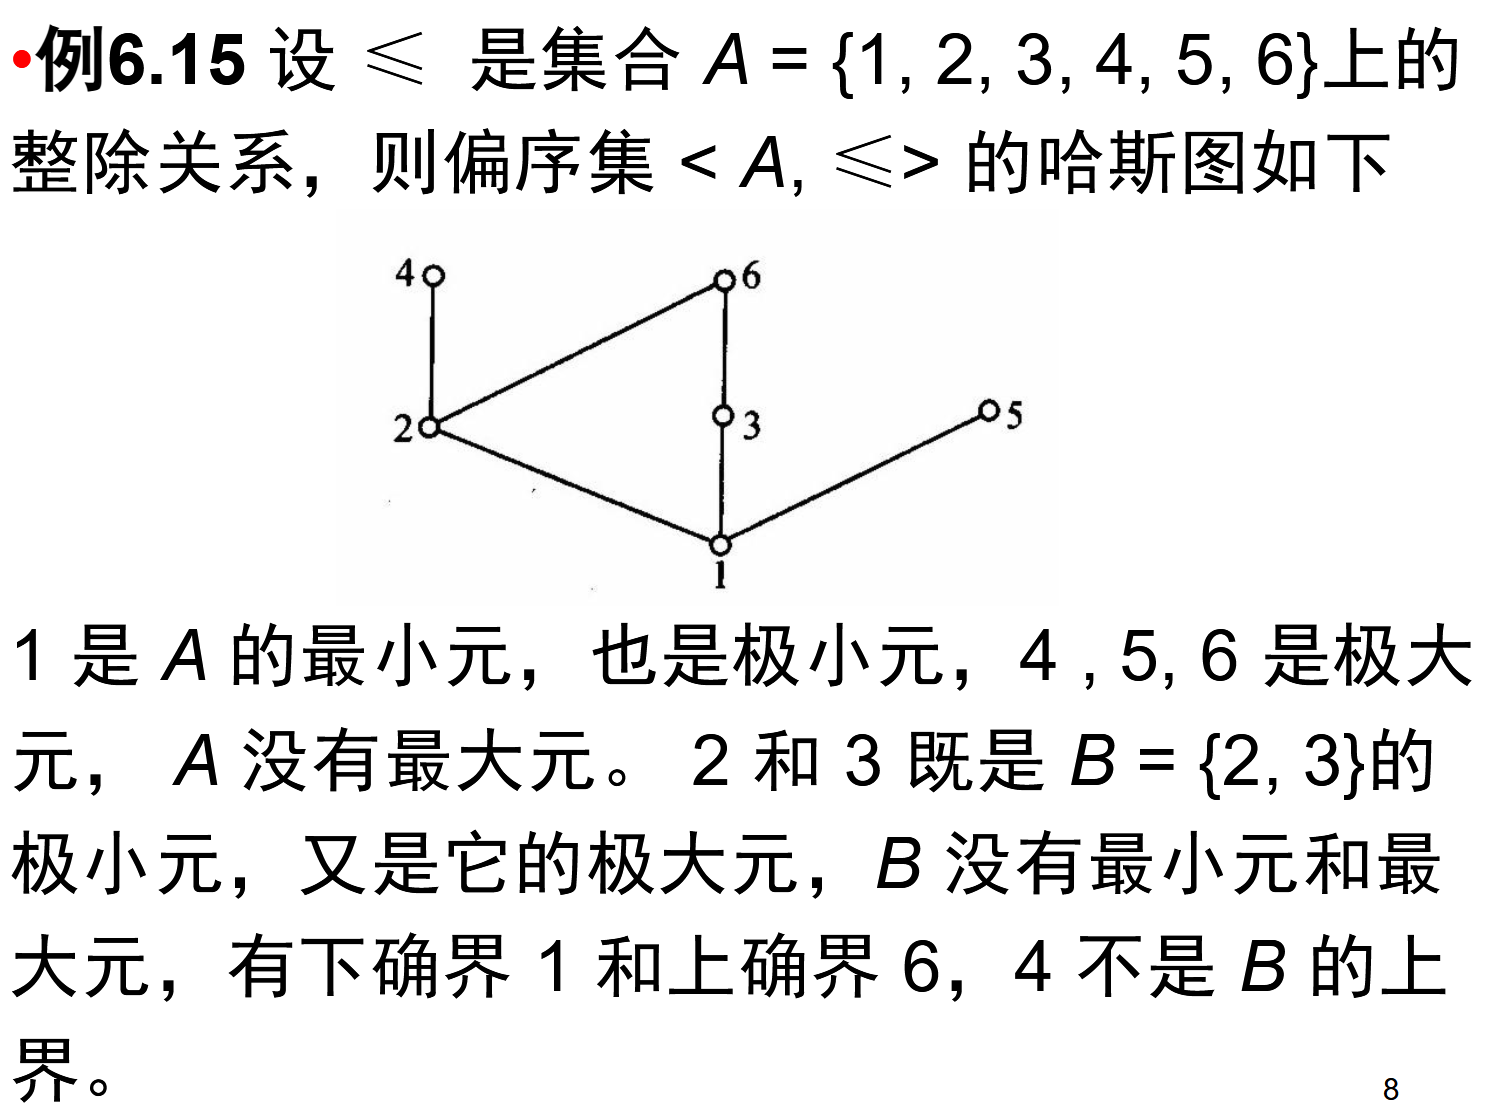 •例6.15 设 ≤ 是集合 A = {1, 2, 3, 4, 5, 6}上的
整除关系，则偏序集 < A, ≤> 的哈斯图如下
4 6
2 3 5
1
1 是 A 的最小元，也是极小元，4 , 5, 6 是极大
元， A 没有最大元。 2 和 3 既是 B = {2, 3}的
极小元，又是它的极大元，B 没有最小元和最
大元，有下确界 1 和上确界 6，4 不是 B 的上
界。
8